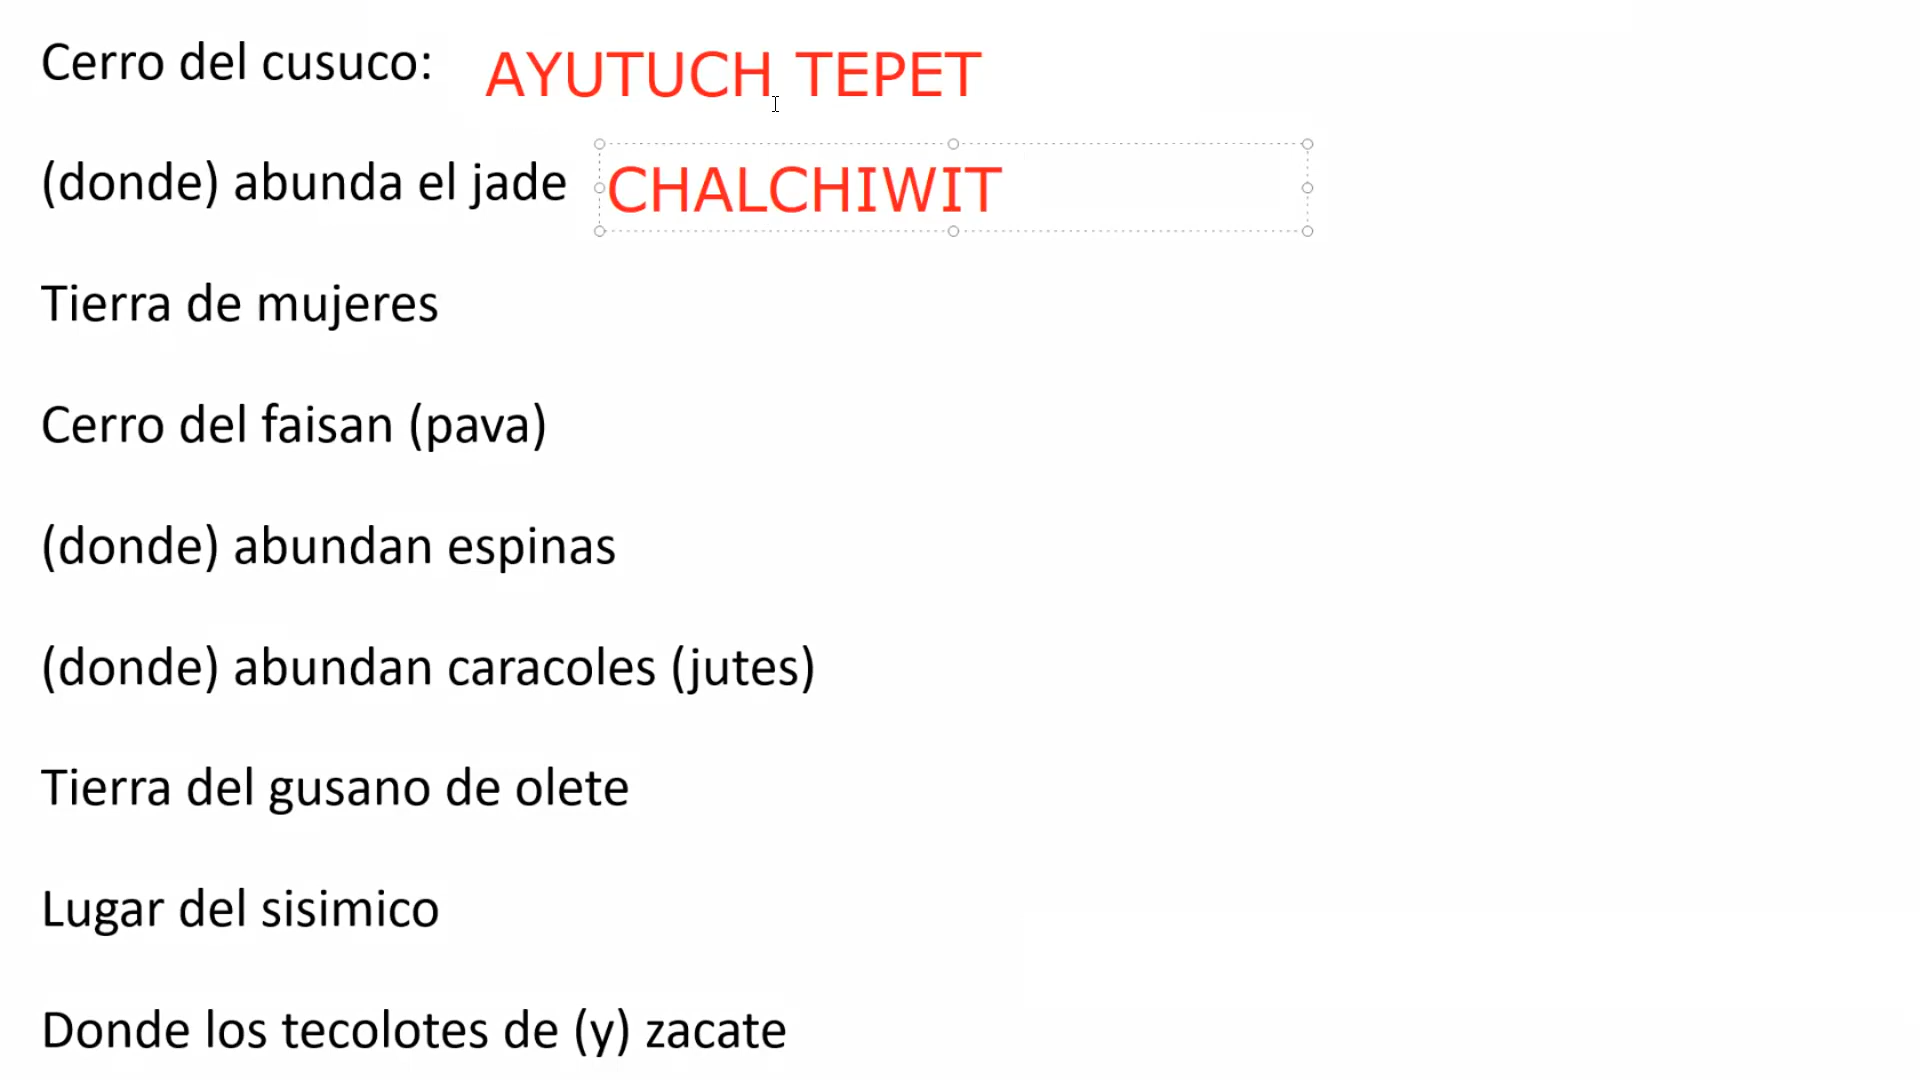 Cerro del cusuco: AYUTUCH TEPET
(donde) abunda el jade CHALCHIWIT
Tierra de mujeres
Cerro del faisan (pava)
(donde) abundan espinas
(donde) abundan caracoles (jutes)
Tierra del gusano de olete
Lugar del sisimico
Donde los tecolotes de (y) zacate